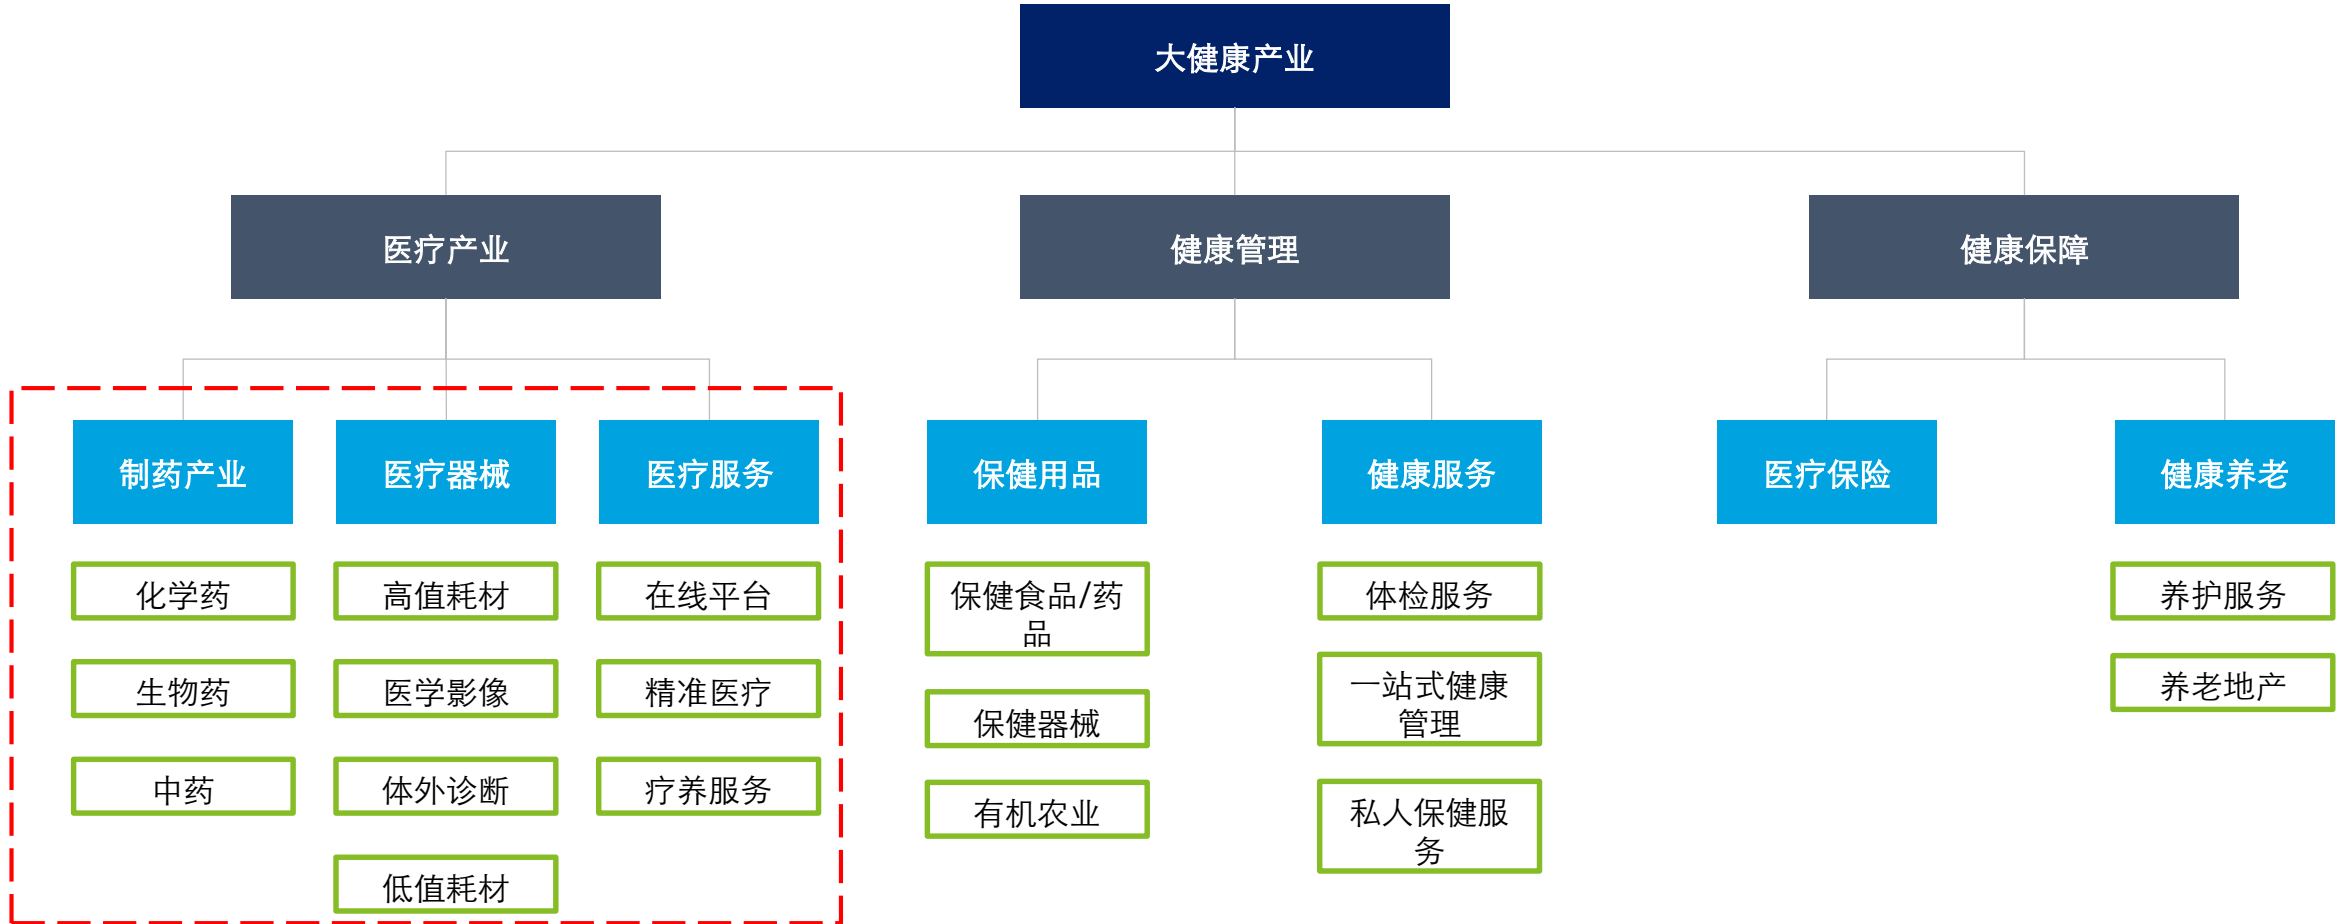 大健康产业
医疗产业
健康管理
健康保障
制药产业
医疗器械
医疗服务
保健用品
健康服务
医疗保险
健康养老
化学药
生物药
中药
高值耗材
医学影像
体外诊断
低值耗材
在线平台
精准医疗
疗养服务
保健食品/药
品
保健器械
有机农业
体检服务
一站式健康
管理
私人保健服
务
养护服务
养老地产